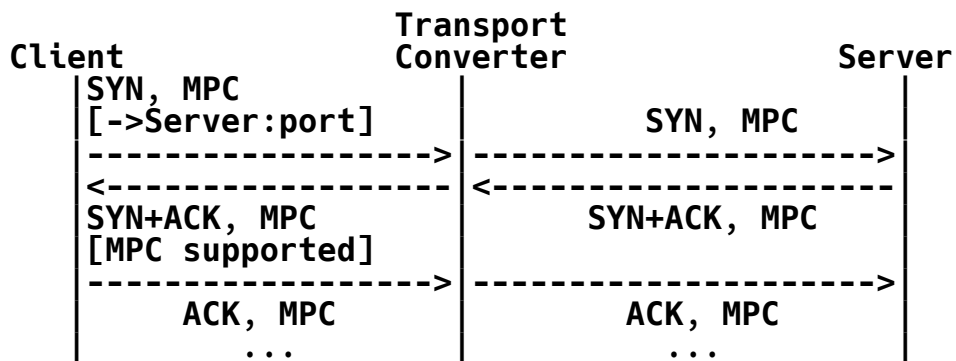 Transport
Client              Converter              Server
   |SYN, MPC           |                      |
   |[->Server:port]    |         SYN, MPC     |
   |------------------>|--------------------->|
   |<------------------|<---------------------|
   |SYN+ACK, MPC       |      SYN+ACK, MPC    |
   |[MPC supported]    |                      |
   |------------------>|--------------------->|
   |     ACK, MPC      |        ACK, MPC      |
   |        ...        |          ...         |